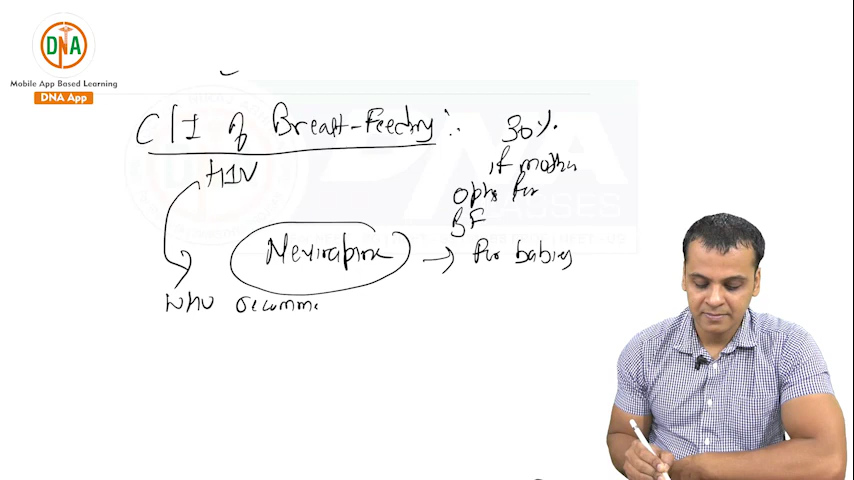 DNA
Mobile App Based Learning
DNA App
C/I of Breast-Feeding:
30%
HIV
if mother
opts for
BF
Nevirapine → for babies
WHO recomme